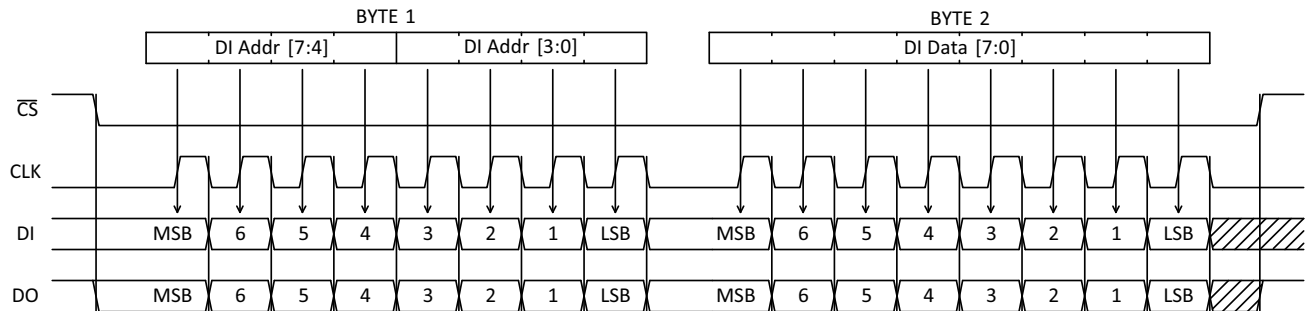 BYTE 1 BYTE 2
DI Addr [7:4] DI Addr [3:0] DI Data [7:0]
CS
CLK
DI MSB 6 5 4 3 2 1 LSB MSB 6 5 4 3 2 1 LSB
DO MSB 6 5 4 3 2 1 LSB MSB 6 5 4 3 2 1 LSB